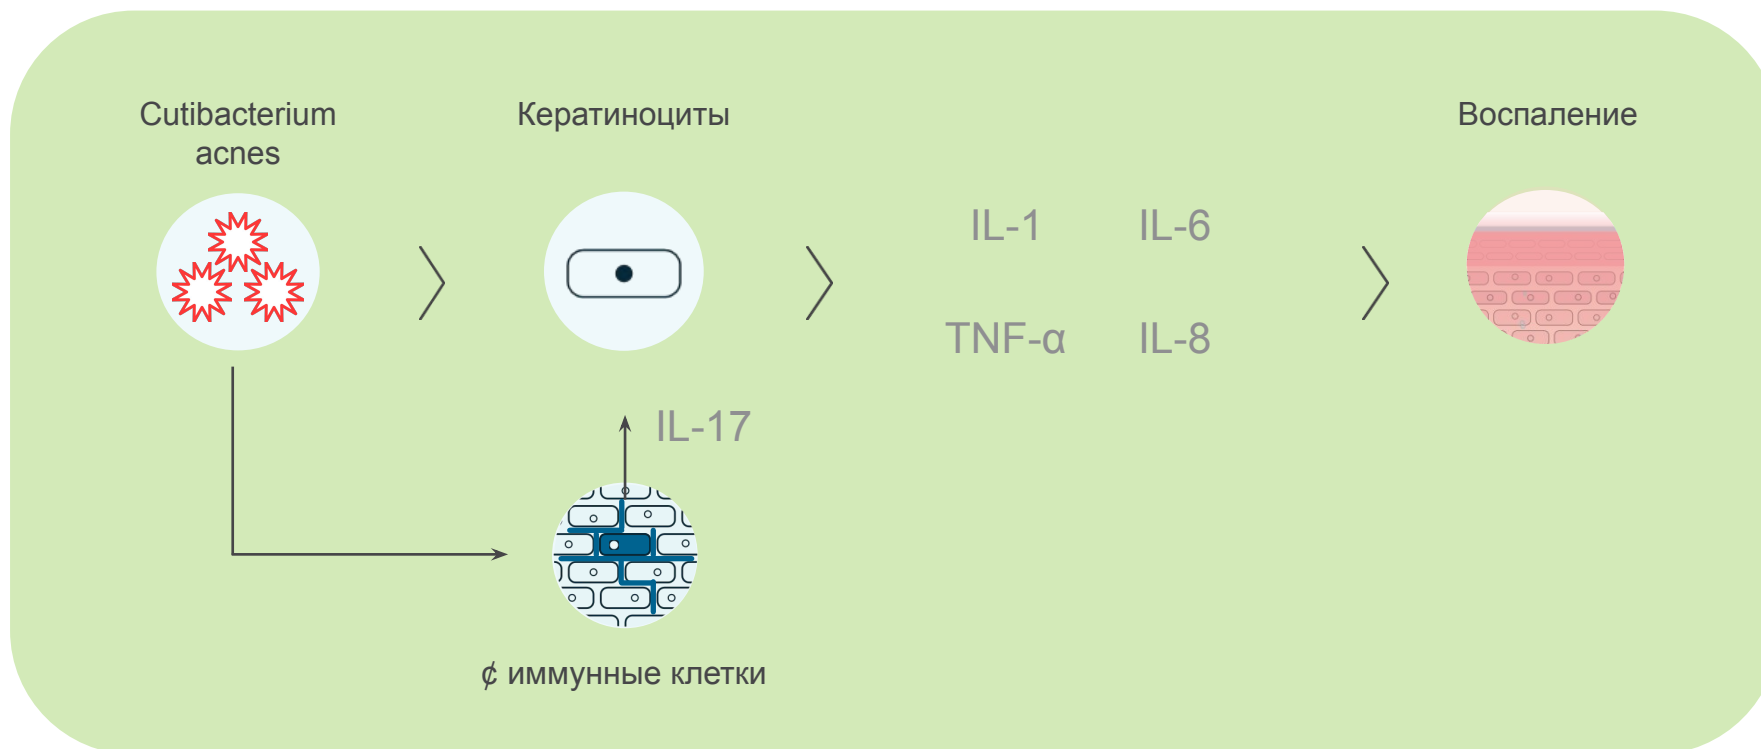 Cutibacterium
acnes
Кератиноциты
Воспаление
IL-1 IL-6
TNF-α IL-8
IL-17
¢ иммунные клетки